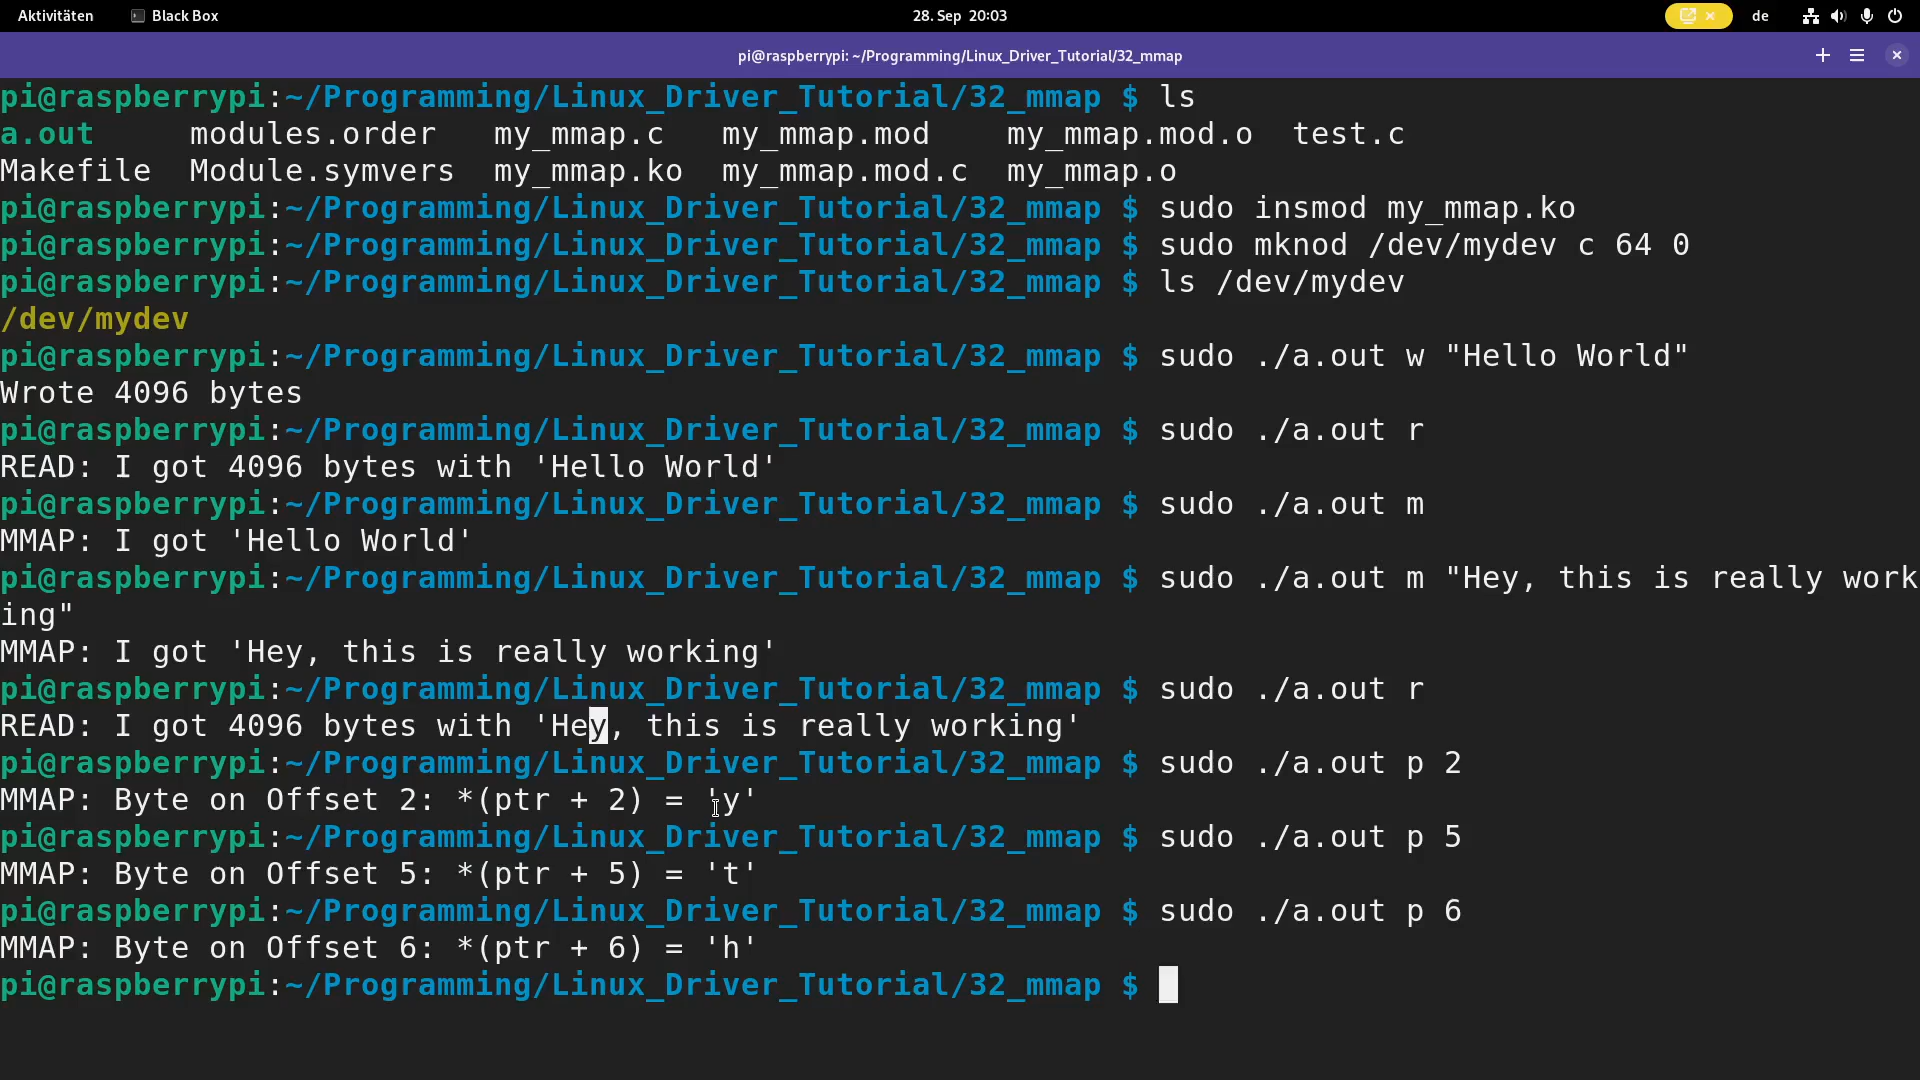 Aktivitäten Black Box 28. Sep 20:03 de
pi@raspberrypi: ~/Programming/Linux_Driver_Tutorial/32_mmap
pi@raspberrypi:~/Programming/Linux_Driver_Tutorial/32_mmap $ ls
a.out modules.order my_mmap.c my_mmap.mod my_mmap.mod.o test.c
Makefile Module.symvers my_mmap.ko my_mmap.mod.c my_mmap.o
pi@raspberrypi:~/Programming/Linux_Driver_Tutorial/32_mmap $ sudo insmod my_mmap.ko
pi@raspberrypi:~/Programming/Linux_Driver_Tutorial/32_mmap $ sudo mknod /dev/mydev c 64 0
pi@raspberrypi:~/Programming/Linux_Driver_Tutorial/32_mmap $ ls /dev/mydev
/dev/mydev
pi@raspberrypi:~/Programming/Linux_Driver_Tutorial/32_mmap $ sudo ./a.out w "Hello World"
Wrote 4096 bytes
pi@raspberrypi:~/Programming/Linux_Driver_Tutorial/32_mmap $ sudo ./a.out r
READ: I got 4096 bytes with 'Hello World'
pi@raspberrypi:~/Programming/Linux_Driver_Tutorial/32_mmap $ sudo ./a.out m
MMAP: I got 'Hello World'
pi@raspberrypi:~/Programming/Linux_Driver_Tutorial/32_mmap $ sudo ./a.out m "Hey, this is really work
ing"
MMAP: I got 'Hey, this is really working'
pi@raspberrypi:~/Programming/Linux_Driver_Tutorial/32_mmap $ sudo ./a.out r
READ: I got 4096 bytes with 'Hey, this is really working'
pi@raspberrypi:~/Programming/Linux_Driver_Tutorial/32_mmap $ sudo ./a.out p 2
MMAP: Byte on Offset 2: *(ptr + 2) = 'y'
pi@raspberrypi:~/Programming/Linux_Driver_Tutorial/32_mmap $ sudo ./a.out p 5
MMAP: Byte on Offset 5: *(ptr + 5) = 't'
pi@raspberrypi:~/Programming/Linux_Driver_Tutorial/32_mmap $ sudo ./a.out p 6
MMAP: Byte on Offset 6: *(ptr + 6) = 'h'
pi@raspberrypi:~/Programming/Linux_Driver_Tutorial/32_mmap $